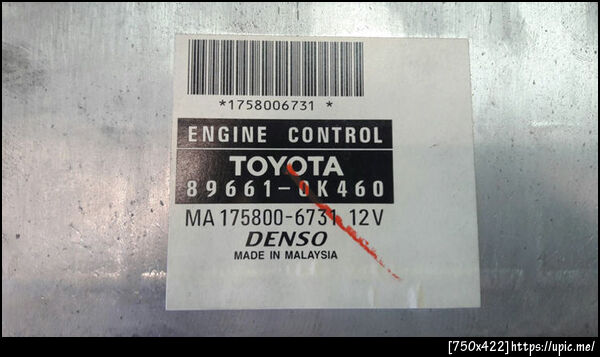 *1758006731 *
ENGINE CONTROL
TOYOTA
89661-0K460
MA 175800-6731 12V
DENSO
MADE IN MALAYSIA
[750x422]https://upic.me/